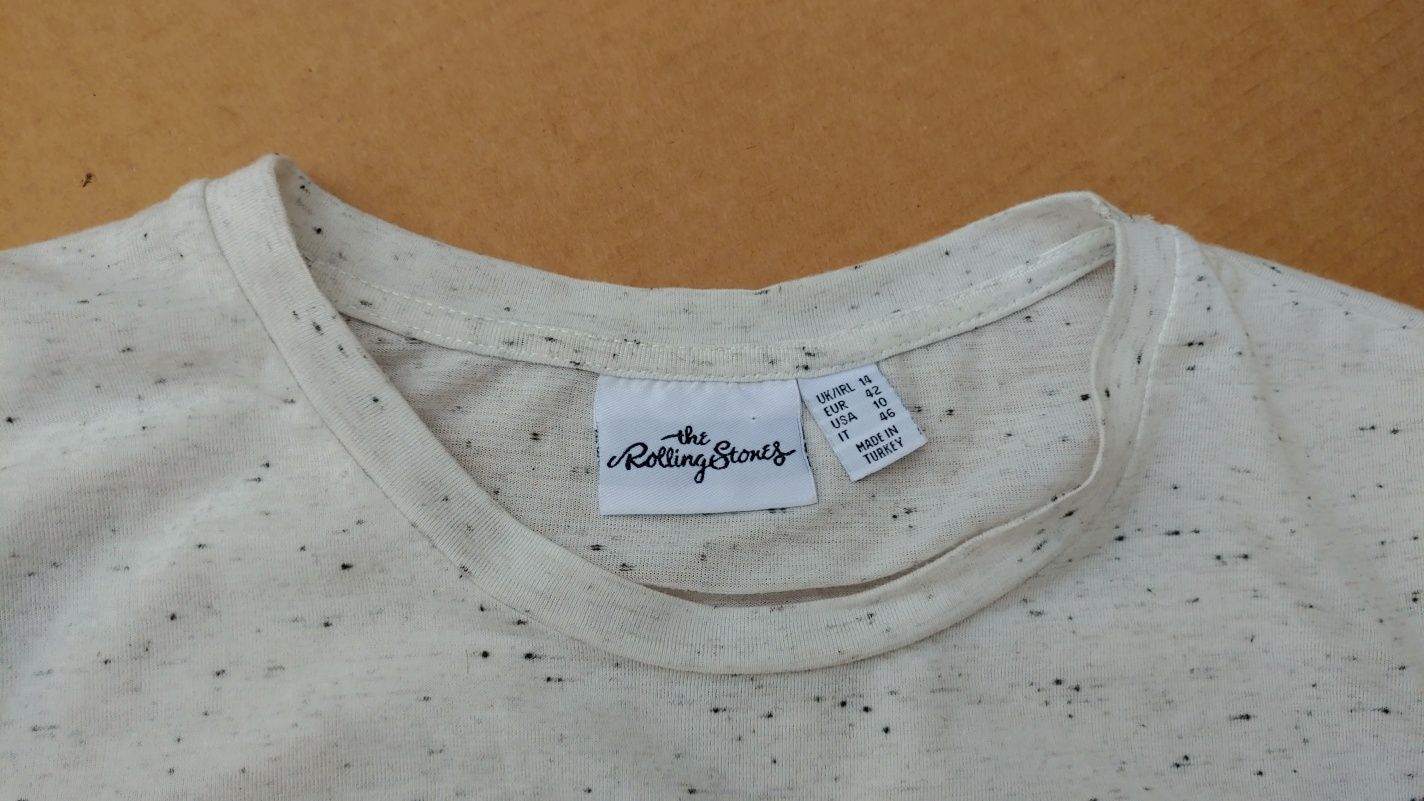 the
Rolling Stones
UK/IRL 14
EUR 42
USA 10
IT 46
MADE IN
TURKEY